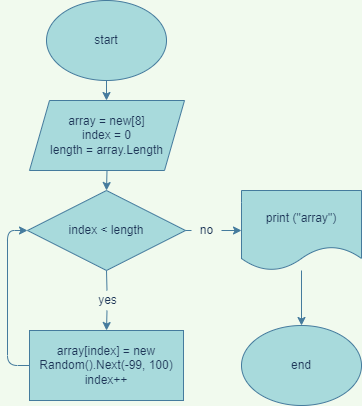 start
array = new[8]
index = 0
length = array.Length
index < length
no
print ("array")
yes
array[index] = new
Random().Next(-99, 100)
index++
end